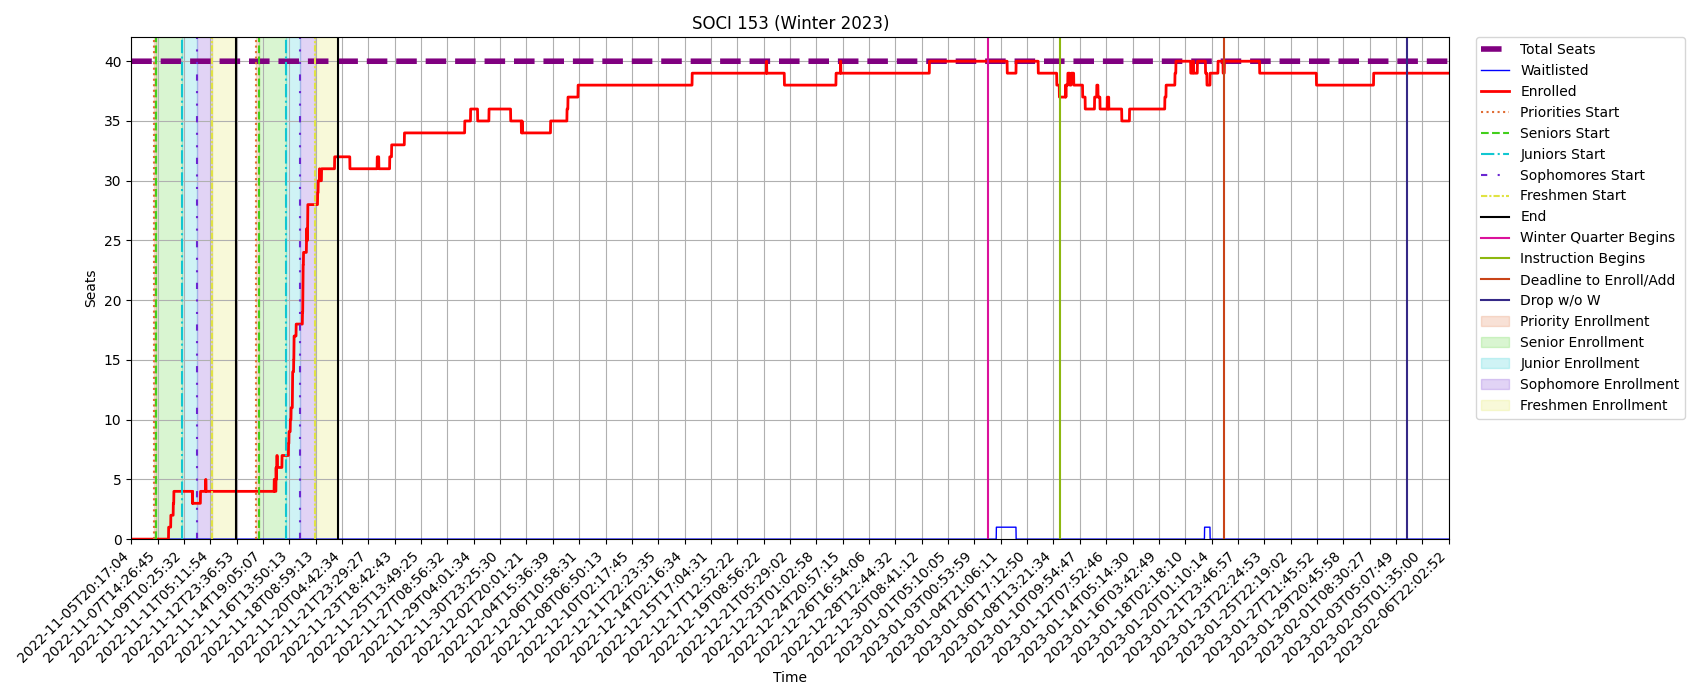 SOCI 153 (Winter 2023)
Seats
40
35
30
25
20
15
10
5
0
2022-11-05T20:17:04
2022-11-07T14:26:45
2022-11-09T10:25:32
2022-11-11T05:11:54
2022-11-12T23:36:53
2022-11-14T19:05:07
2022-11-16T13:50:13
2022-11-18T08:59:13
2022-11-20T04:42:34
2022-11-21T23:29:27
2022-11-23T18:42:43
2022-11-25T13:49:25
2022-11-27T08:56:32
2022-11-29T04:01:34
2022-11-30T23:25:30
2022-12-02T20:01:21
2022-12-04T15:36:39
2022-12-06T10:58:31
2022-12-08T06:50:13
2022-12-10T02:17:45
2022-12-11T22:23:35
2022-12-14T02:16:34
2022-12-15T17:04:31
2022-12-17T12:52:22
2022-12-19T08:56:22
2022-12-21T05:29:02
2022-12-23T01:02:58
2022-12-24T20:57:15
2022-12-26T16:54:06
2022-12-28T12:44:32
2022-12-30T08:41:12
2023-01-01T05:10:05
2023-01-03T00:53:59
2023-01-04T21:06:11
2023-01-06T17:12:50
2023-01-08T13:21:34
2023-01-10T09:54:47
2023-01-12T07:52:46
2023-01-14T05:14:30
2023-01-16T03:42:49
2023-01-18T02:18:10
2023-01-20T01:10:14
2023-01-21T23:46:57
2023-01-23T22:24:53
2023-01-25T22:19:02
2023-01-27T21:45:52
2023-01-29T20:45:58
2023-02-01T08:30:27
2023-02-03T05:07:49
2023-02-05T01:35:00
2023-02-06T22:02:52
Time
Total Seats
Waitlisted
Enrolled
Priorities Start
Seniors Start
Juniors Start
Sophomores Start
Freshmen Start
End
Winter Quarter Begins
Instruction Begins
Deadline to Enroll/Add
Drop w/o W
Priority Enrollment
Senior Enrollment
Junior Enrollment
Sophomore Enrollment
Freshmen Enrollment